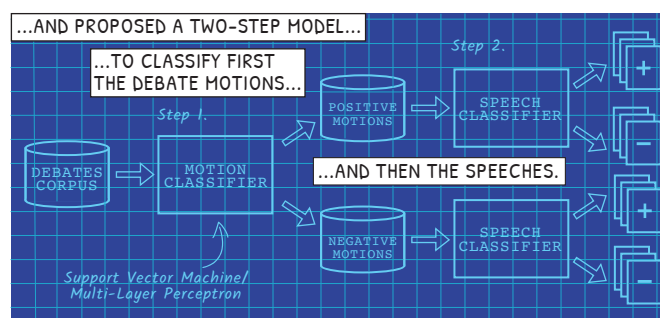 ...AND PROPOSED A TWO-STEP MODEL...
...TO CLASSIFY FIRST
THE DEBATE MOTIONS...
Step 1.
Step 2.
DEBATES
CORPUS
MOTION
CLASSIFIER
POSITIVE
MOTIONS
SPEECH
CLASSIFIER
+
−
...AND THEN THE SPEECHES.
NEGATIVE
MOTIONS
SPEECH
CLASSIFIER
+
−
Support Vector Machine/
Multi-Layer Perceptron